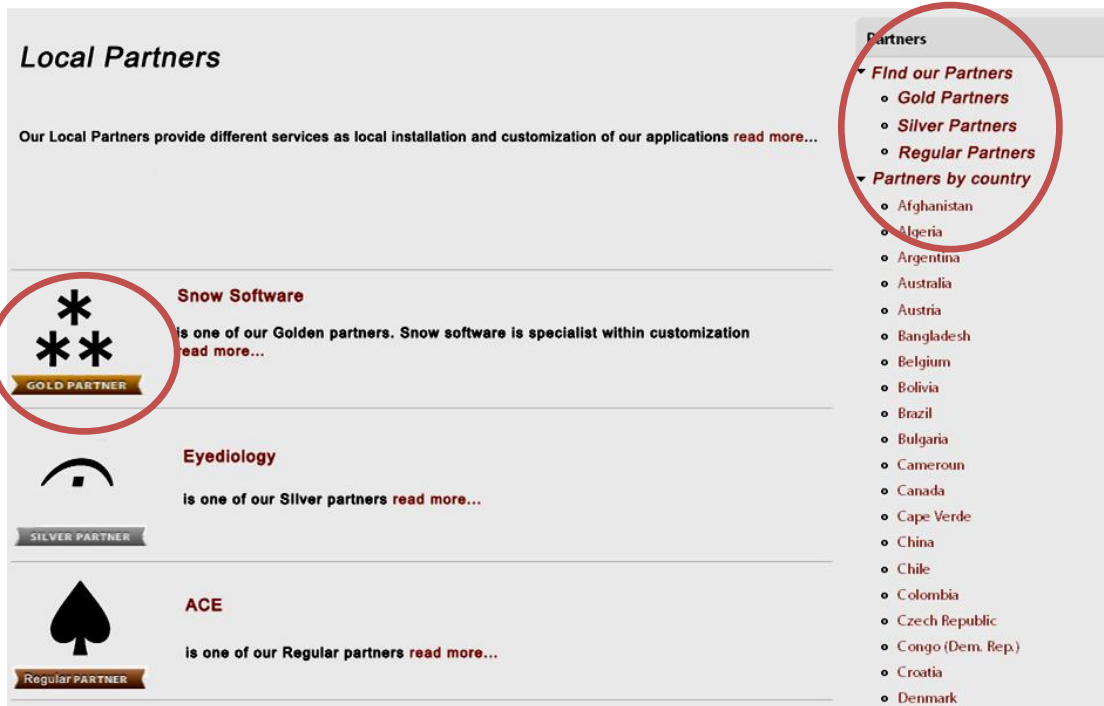 Local Partners
Our Local Partners provide different services as local installation and customization of our applications read more...
Snow Software
is one of our Golden partners. Snow software is specialist within customization
read more...
GOLD PARTNER
Eyediology
is one of our SIlver partners read more...
SILVER PARTNER
ACE
is one of our Regular partners read more...
Regular PARTNER
Partners
FInd our Partners
Gold Partners
Silver Partners
Regular Partners
Partners by country
Afghanistan
Algeria
Argentina
Australia
Austria
Bangladesh
Belgium
Bolivia
Brazil
Bulgaria
Cameroun
Canada
Cape Verde
China
Chile
Colombia
Czech Republic
Congo (Dem. Rep.)
Croatia
Denmark